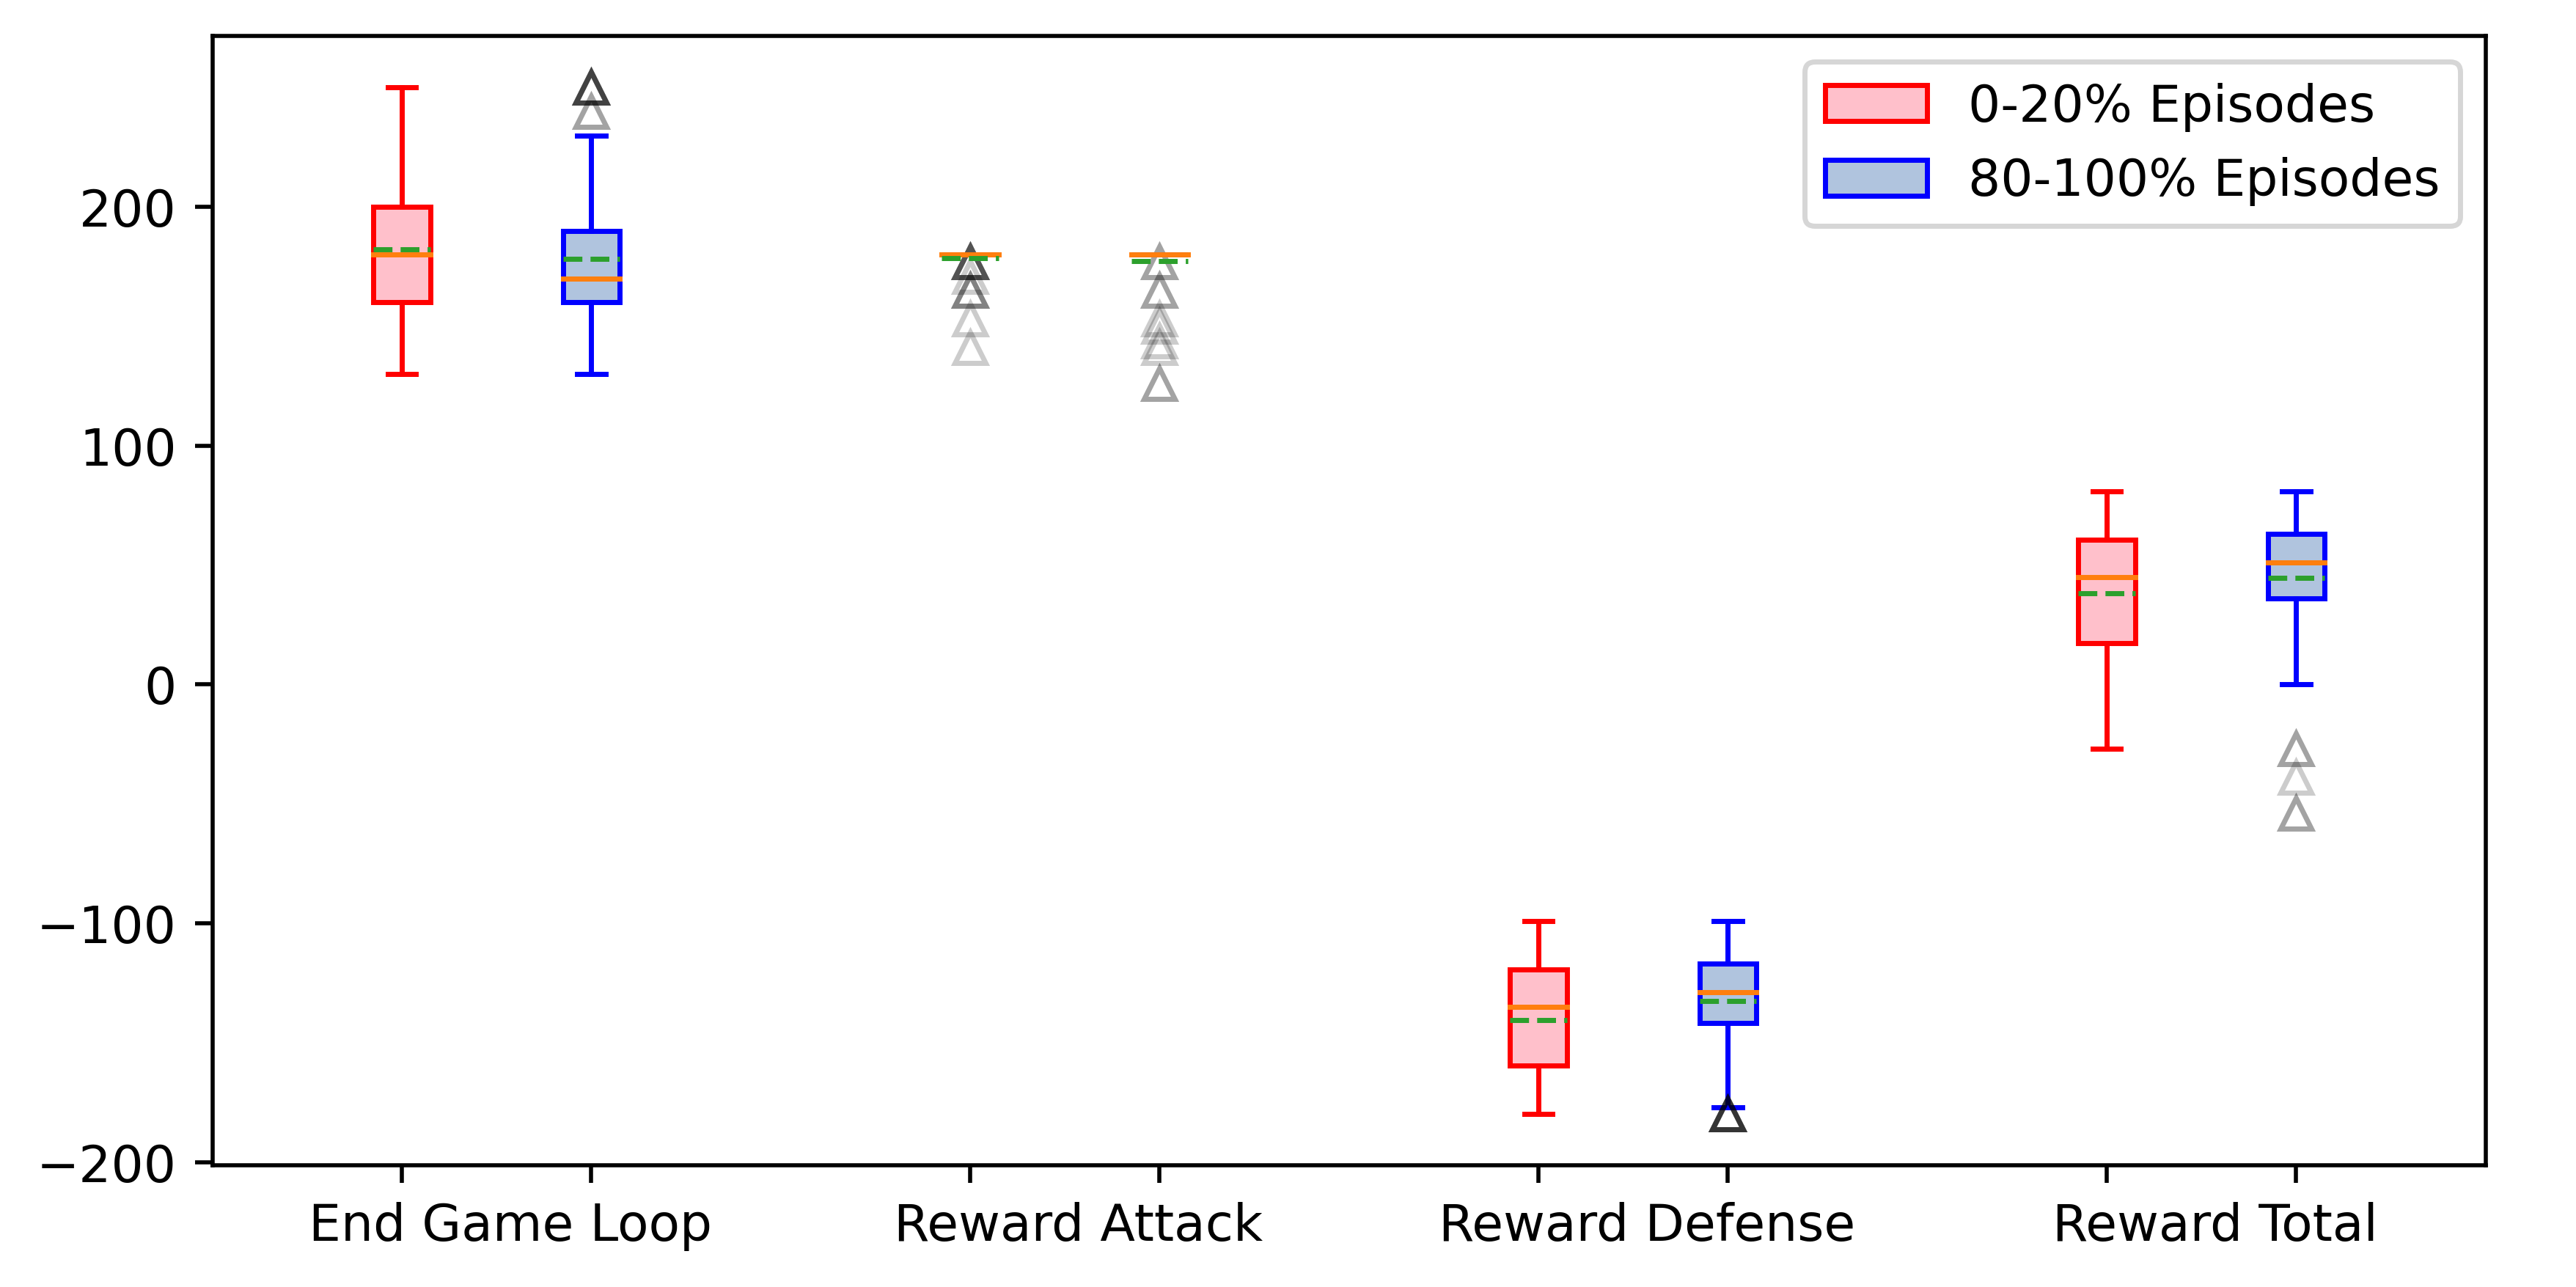 0-20% Episodes
80-100% Episodes
200
100
0
−100
−200
End Game Loop
Reward Attack
Reward Defense
Reward Total